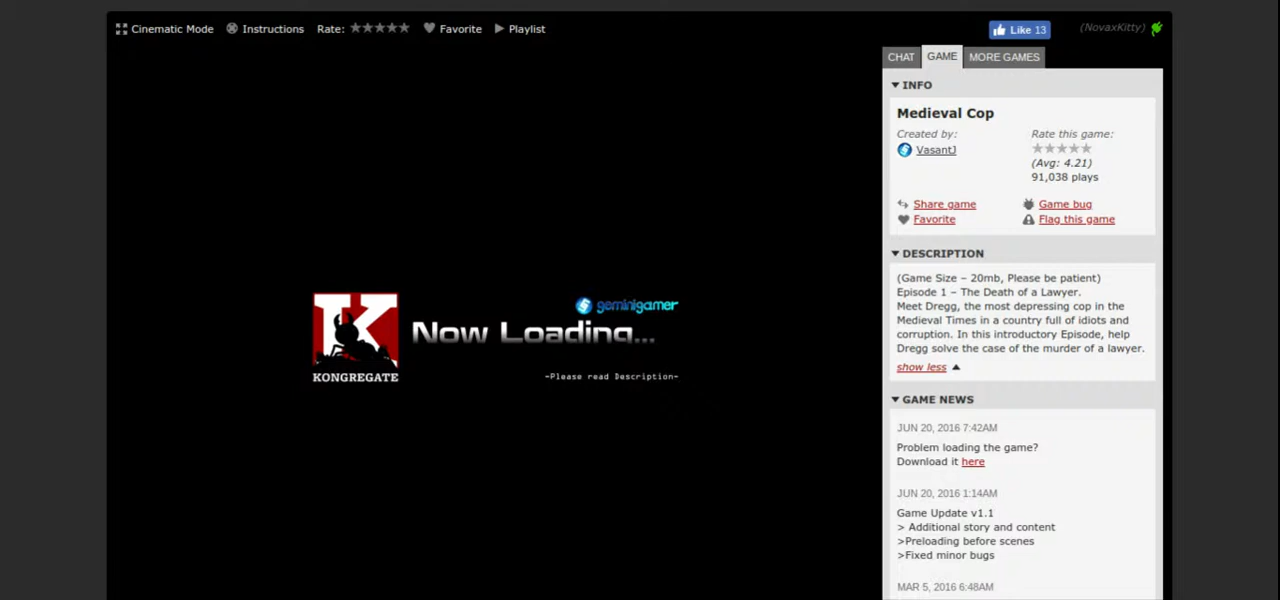 Cinematic Mode Instructions Rate: Favorite Playlist
Like 13
(NovaxKitty)
CHAT GAME MORE GAMES
INFO
Medieval Cop
Created by:
VasantJ
Rate this game:
(Avg: 4.21)
91,038 plays
Share game
Game bug
Favorite
Flag this game
DESCRIPTION
(Game Size – 20mb, Please be patient)
Episode 1 – The Death of a Lawyer.
Meet Dregg, the most depressing cop in the
Medieval Times in a country full of idiots and
corruption. In this introductory Episode, help
Dregg solve the case of the murder of a lawyer.
show less
GAME NEWS
JUN 20, 2016 7:42AM
Problem loading the game?
Download it here
JUN 20, 2016 1:14AM
Game Update v1.1
> Additional story and content
>Preloading before scenes
>Fixed minor bugs
MAR 5, 2016 6:48AM
K
KONGREGATE
geminigamer
Now Loading...
~Please read Description~